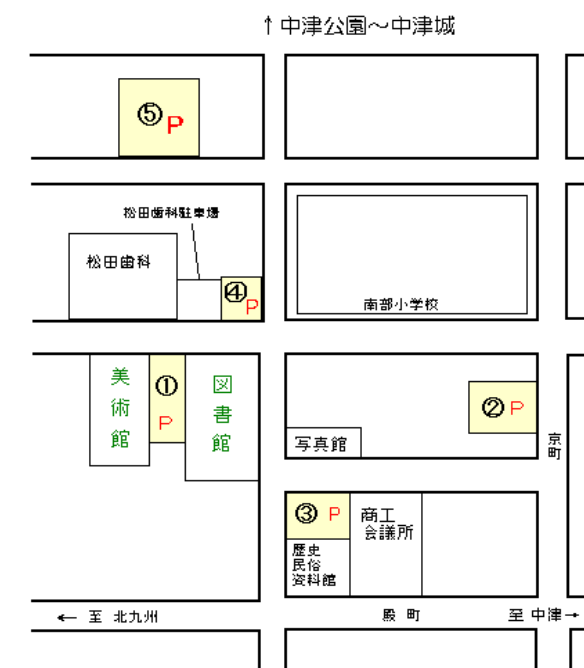 ↑中津公園～中津城
⑤P
松田歯科駐車場
松田歯科
④P
南部小学校
美術館
①P
図書館
②P
写真館
京町
③P
商工
会議所
歴史
民俗
資料館
← 至 北九州
殿 町
至 中津→